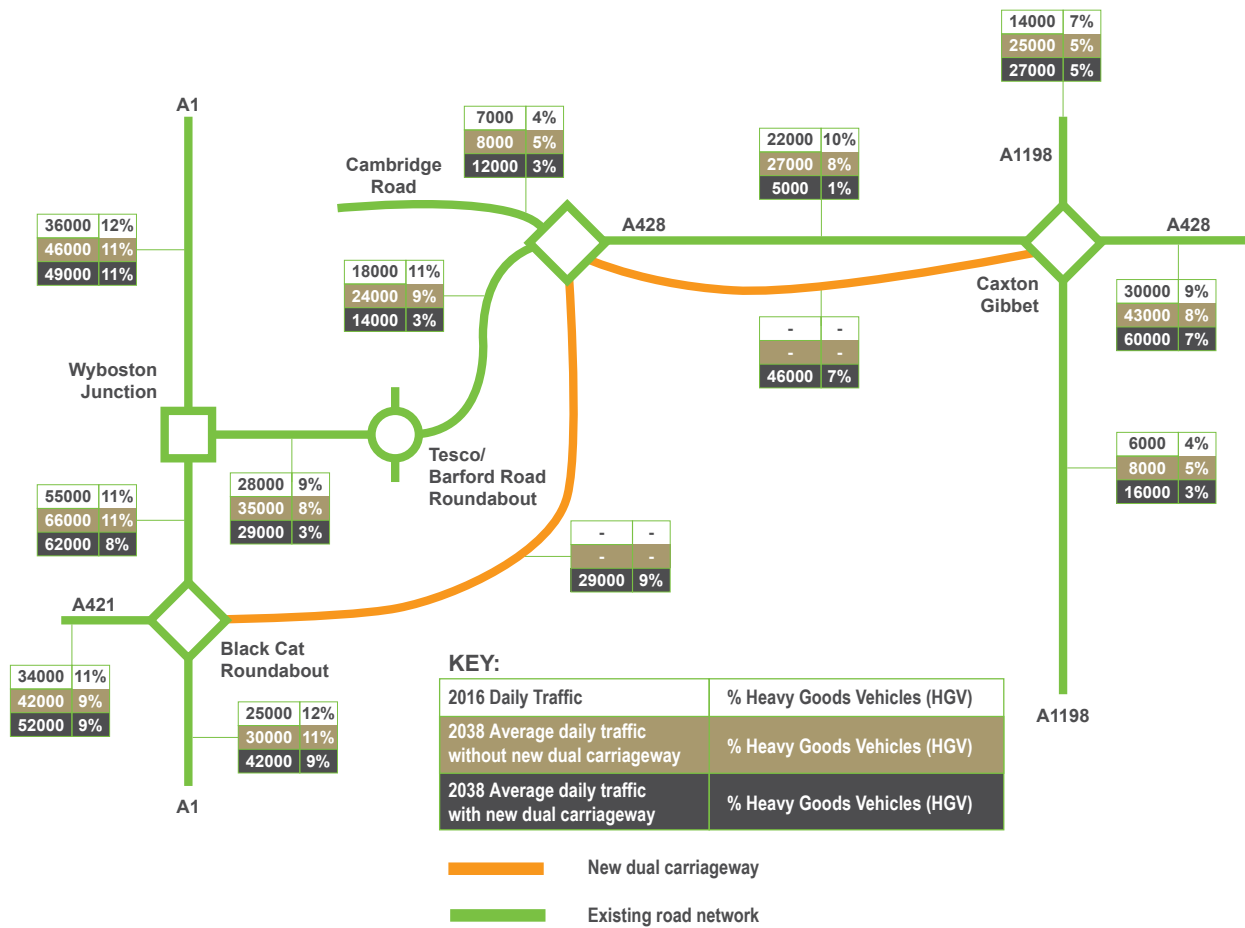 14000 7%
25000 5%
27000 5%
A1
7000 4%
8000 5%
12000 3%
22000 10%
27000 8%
5000 1%
A1198
Cambridge
Road
A428
A428
36000 12%
46000 11%
49000 11%
18000 11%
24000 9%
14000 3%
Caxton
Gibbet
30000 9%
43000 8%
60000 7%
- -
- -
46000 7%
Wyboston
Junction
Tesco/
Barford Road
Roundabout
6000 4%
8000 5%
16000 3%
28000 9%
35000 8%
29000 3%
55000 11%
66000 11%
62000 8%
- -
- -
29000 9%
A421
Black Cat
Roundabout
34000 11%
42000 9%
52000 9%
25000 12%
30000 11%
42000 9%
A1
A1198
KEY:
2016 Daily Traffic % Heavy Goods Vehicles (HGV)
2038 Average daily traffic
without new dual carriageway % Heavy Goods Vehicles (HGV)
2038 Average daily traffic
with new dual carriageway % Heavy Goods Vehicles (HGV)
New dual carriageway
Existing road network